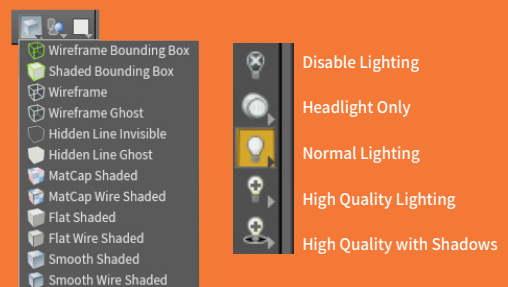 Wireframe Bounding Box
Shaded Bounding Box
Wireframe
Wireframe Ghost
Hidden Line Invisible
Hidden Line Ghost
MatCap Shaded
MatCap Wire Shaded
Flat Shaded
Flat Wire Shaded
Smooth Shaded
Smooth Wire Shaded
Disable Lighting
Headlight Only
Normal Lighting
High Quality Lighting
High Quality with Shadows